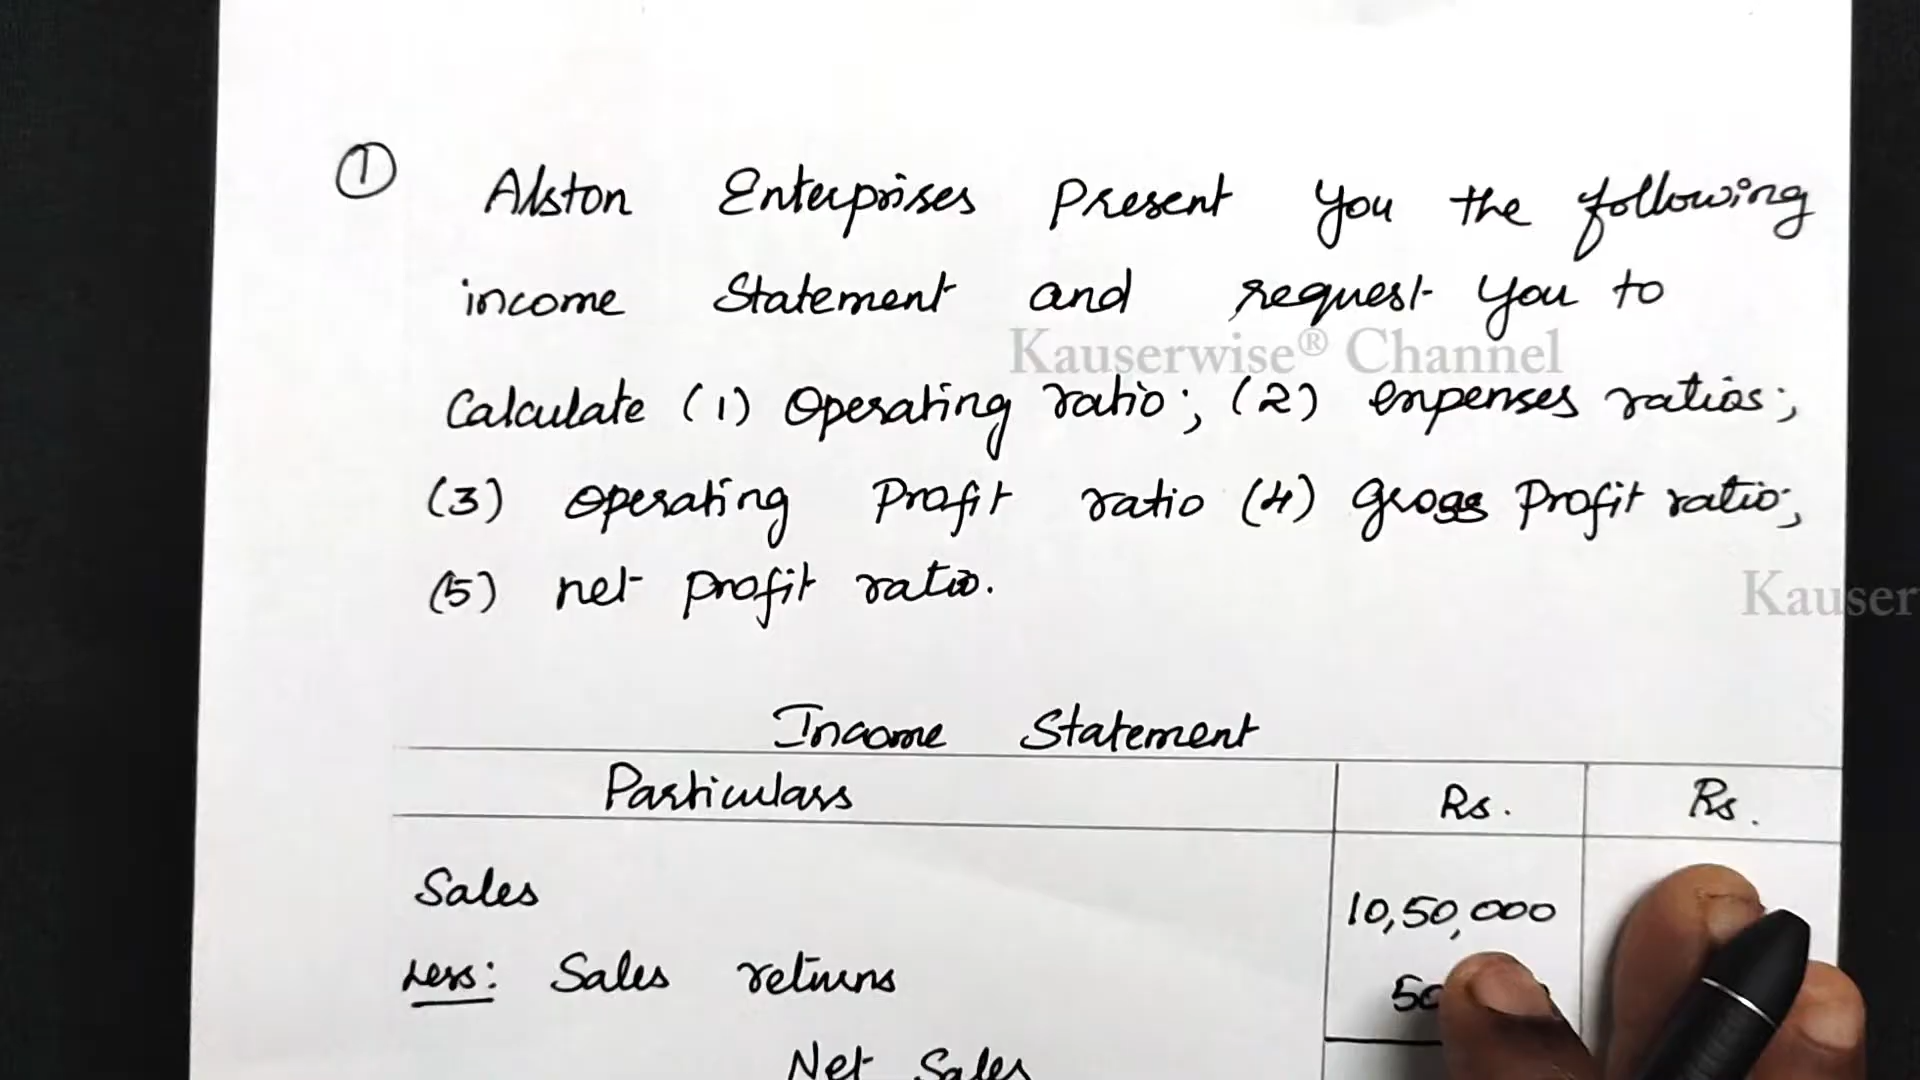 1
Alston Enterprises Present you the following
income Statement and request you to
Kauserwise® Channel
Calculate (1) Operating ratio; (2) expenses ratios;
(3) Operating Profit ratio (4) gross Profit ratio;
(5) net profit ratio.
Kauser
Income Statement
Particulars Rs. Rs.
Sales 10,50,000
Less: Sales returns
Net Sales